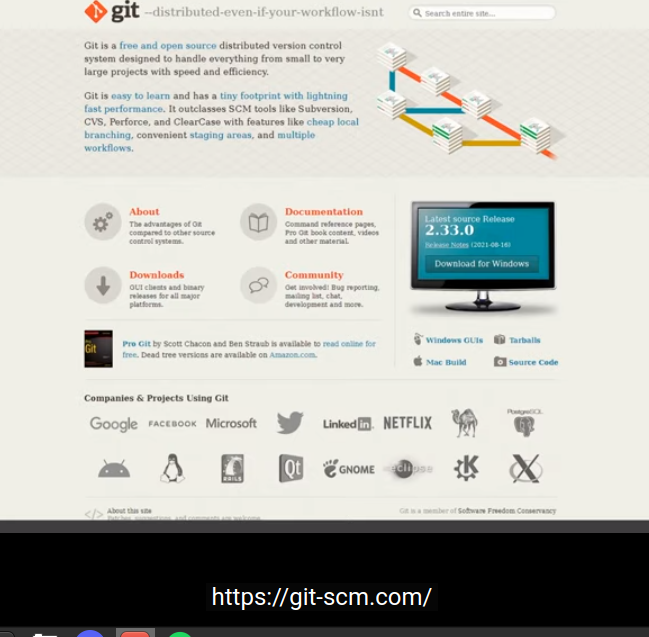 git --distributed-even-if-your-workflow-isnt
Search entire site...
Git is a free and open source distributed version control
system designed to handle everything from small to very
large projects with speed and efficiency.
Git is easy to learn and has a tiny footprint with lightning
fast performance. It outclasses SCM tools like Subversion,
CVS, Perforce, and ClearCase with features like cheap local
branching, convenient staging areas, and multiple
workflows.
About
The advantages of Git
compared to other source
control systems.
Documentation
Command reference pages,
Pro Git book content, videos
and other material.
Downloads
GUI clients and binary
releases for all major
platforms.
Community
Get involved! Bug reporting,
mailing list, chat,
development and more.
Latest source Release
2.33.0
Release Notes (2021-08-16)
Download for Windows
Windows GUIs
Tarballs
Mac Build
Source Code
Git
Pro Git by Scott Chacon and Ben Straub is available to read online for
free. Dead tree versions are available on Amazon.com.
Companies & Projects Using Git
Google FACEBOOK Microsoft LinkedIn NETFLIX PostgreSQL
RAILS Qt GNOME eclipse K X
About this site
Patches, suggestions, and comments are welcome.
Git is a member of Software Freedom Conservancy
https://git-scm.com/